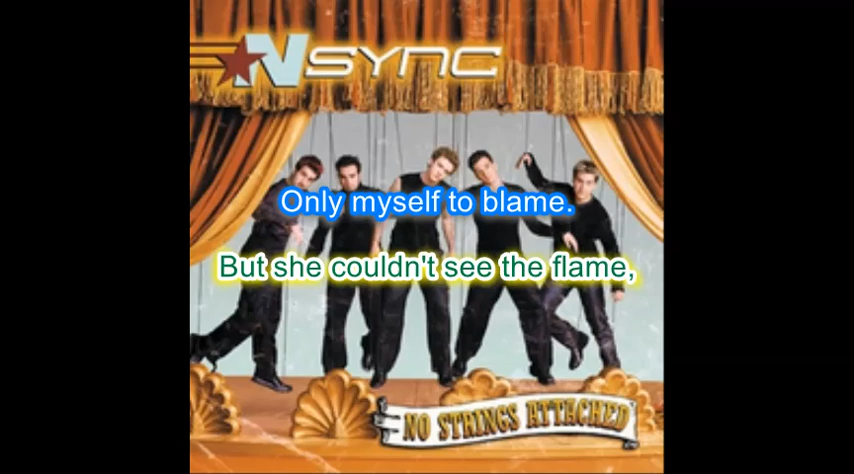 NSYNC
Only myself to blame.
But she couldn't see the flame,
NO STRINGS ATTACHED